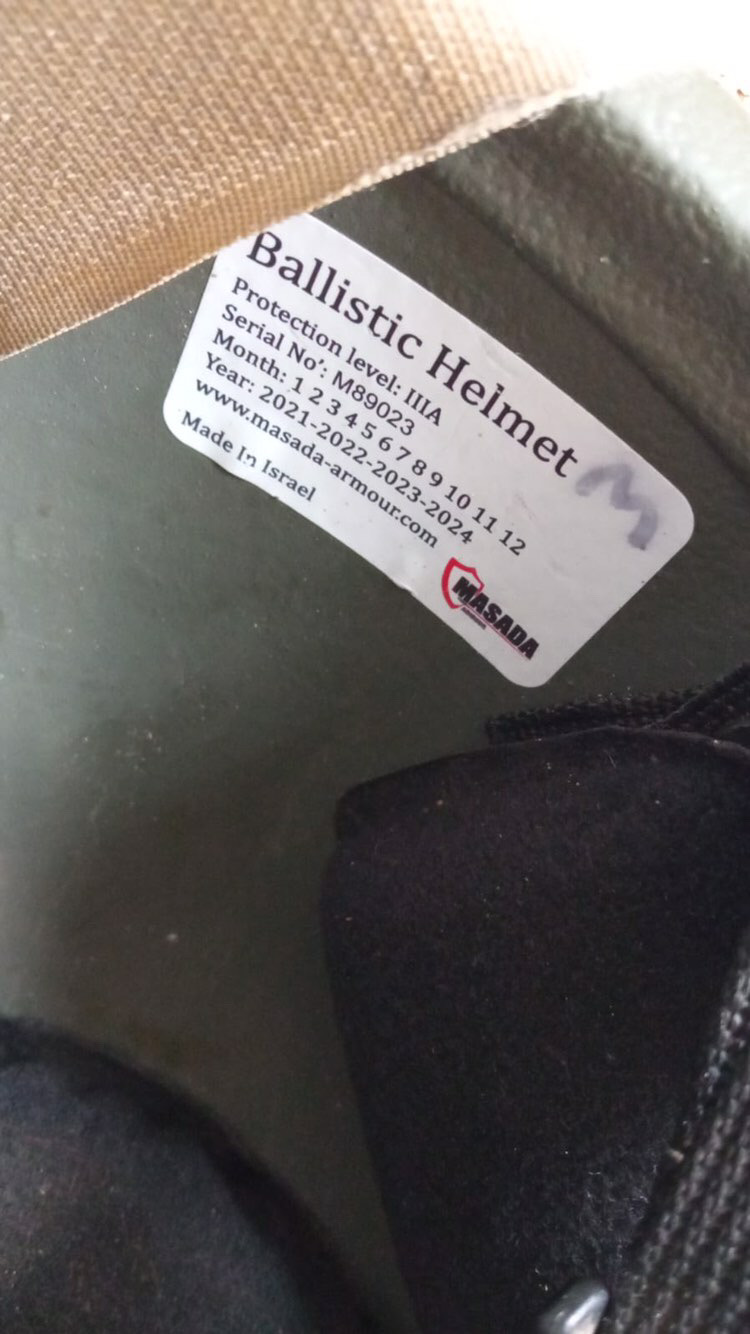 Ballistic Helmet
Protection level: IIIA
Serial No': M89023
Month: 1 2 3 4 5 6 7 8 9 10 11 12
Year: 2021-2022-2023-2024
www.masada-armour.com
Made In Israel
M
MASADA
ARMOUR